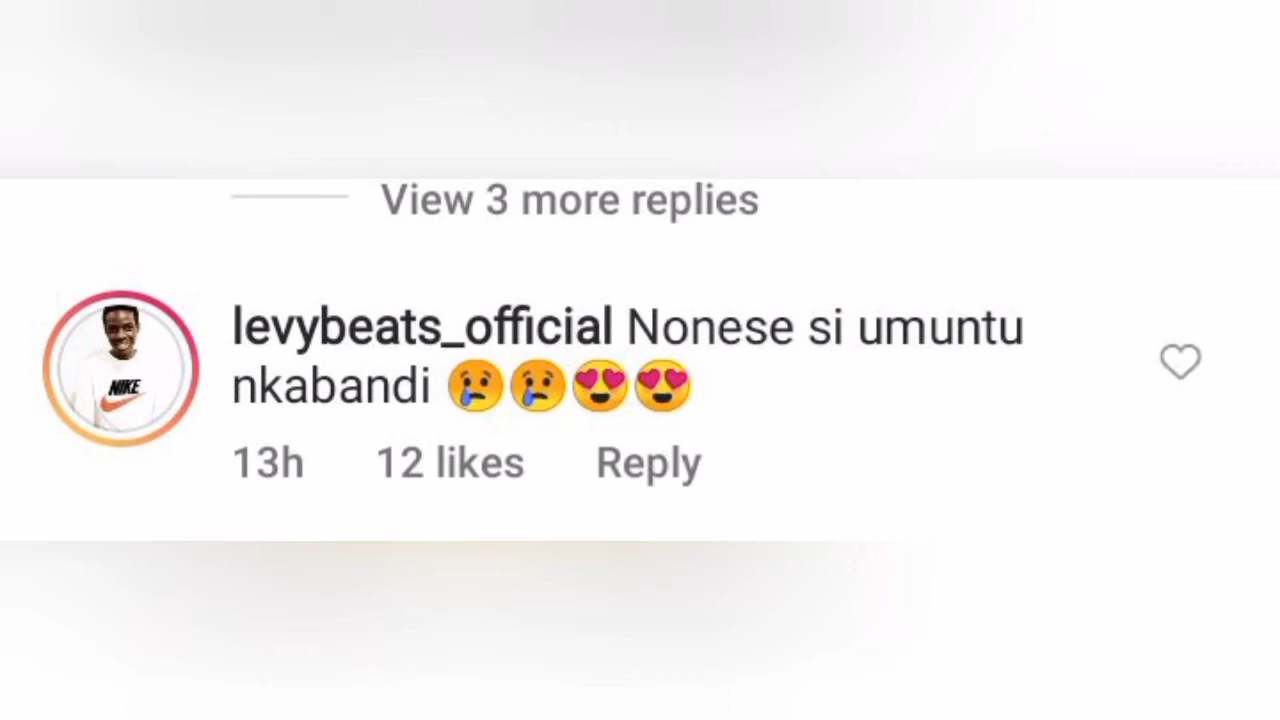 View 3 more replies
levybeats_official Nonese si umuntu
nkabandi 😢😢😍😍
13h 12 likes Reply
NIKE